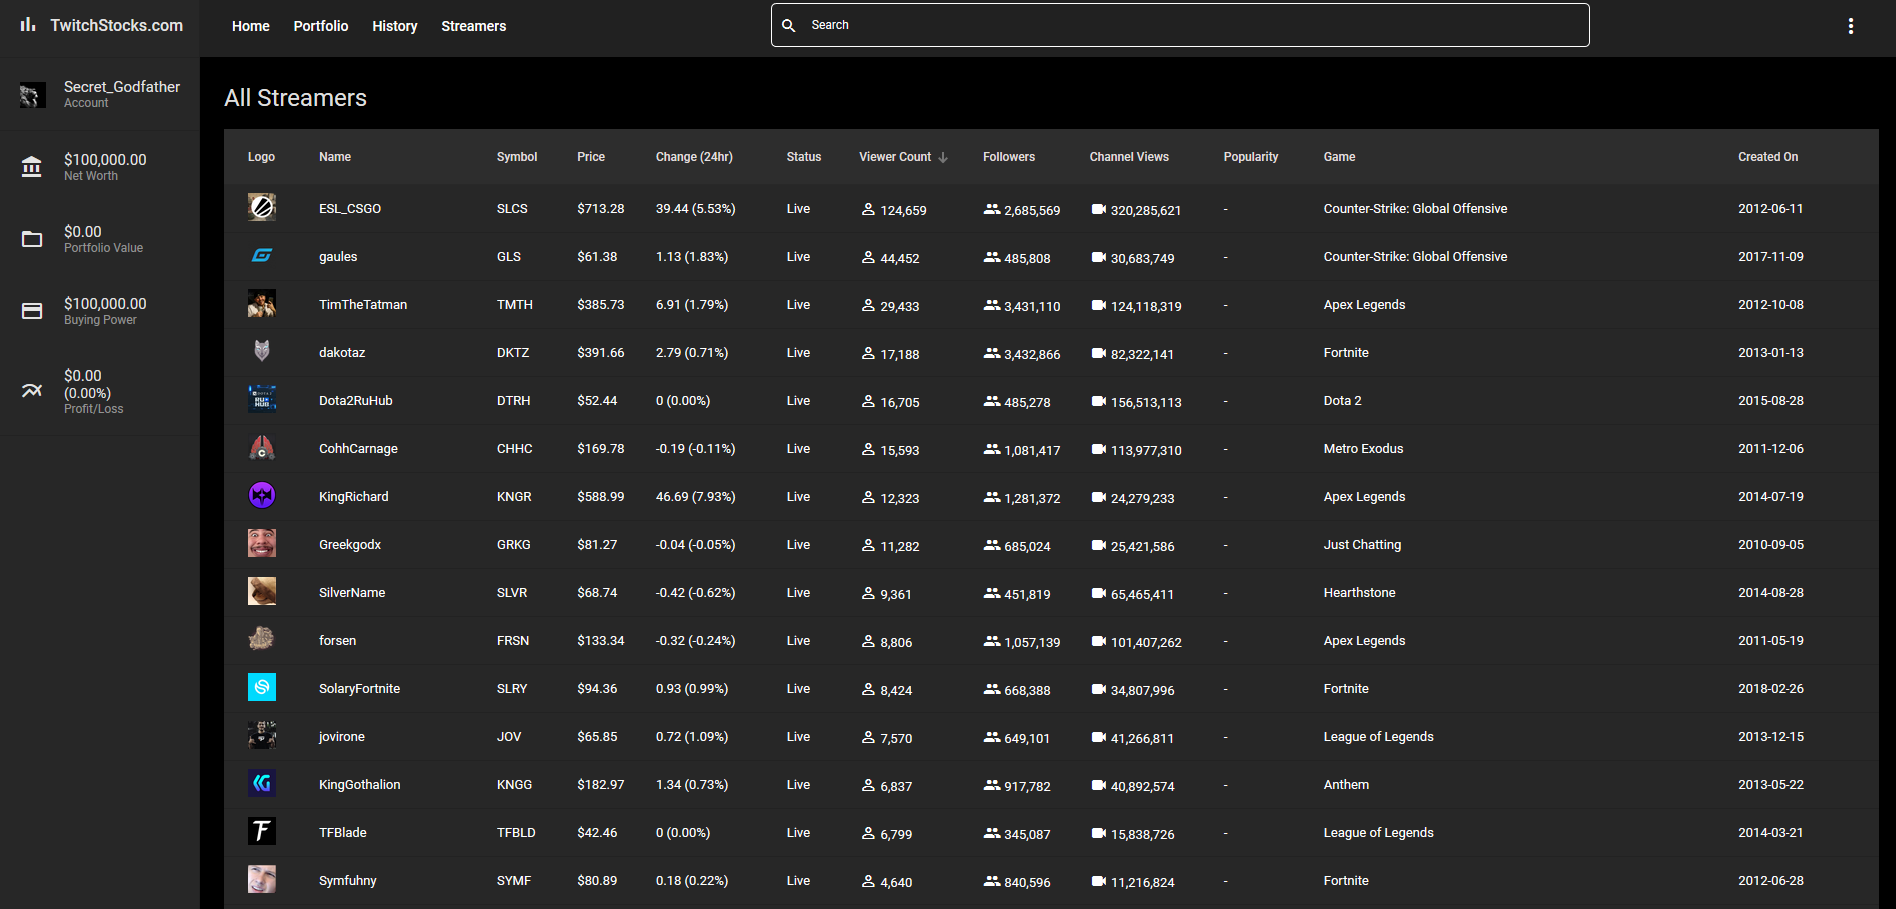 TwitchStocks.com
Home Portfolio History Streamers
Search
Secret_Godfather
Account
$100,000.00
Net Worth
$0.00
Portfolio Value
$100,000.00
Buying Power
$0.00
(0.00%)
Profit/Loss
All Streamers
Logo Name Symbol Price Change (24hr) Status Viewer Count Followers Channel Views Popularity Game Created On
ESL_CSGO SLCS $713.28 39.44 (5.53%) Live 124,659 2,685,569 320,285,621 - Counter-Strike: Global Offensive 2012-06-11
gaules GLS $61.38 1.13 (1.83%) Live 44,452 485,808 30,683,749 - Counter-Strike: Global Offensive 2017-11-09
TimTheTatman TMTH $385.73 6.91 (1.79%) Live 29,433 3,431,110 124,118,319 - Apex Legends 2012-10-08
dakotaz DKTZ $391.66 2.79 (0.71%) Live 17,188 3,432,866 82,322,141 - Fortnite 2013-01-13
RU HUB Dota2RuHub DTRH $52.44 0 (0.00%) Live 16,705 485,278 156,513,113 - Dota 2 2015-08-28
CohhCarnage CHHC $169.78 -0.19 (-0.11%) Live 15,593 1,081,417 113,977,310 - Metro Exodus 2011-12-06
KingRichard KNGR $588.99 46.69 (7.93%) Live 12,323 1,281,372 24,279,233 - Apex Legends 2014-07-19
Greekgodx GRKG $81.27 -0.04 (-0.05%) Live 11,282 685,024 25,421,586 - Just Chatting 2010-09-05
SilverName SLVR $68.74 -0.42 (-0.62%) Live 9,361 451,819 65,465,411 - Hearthstone 2014-08-28
forsen FRSN $133.34 -0.32 (-0.24%) Live 8,806 1,057,139 101,407,262 - Apex Legends 2011-05-19
SolaryFortnite SLRY $94.36 0.93 (0.99%) Live 8,424 668,388 34,807,996 - Fortnite 2018-02-26
jovirone JOV $65.85 0.72 (1.09%) Live 7,570 649,101 41,266,811 - League of Legends 2013-12-15
KingGothalion KNGG $182.97 1.34 (0.73%) Live 6,837 917,782 40,892,574 - Anthem 2013-05-22
TFBlade TFBLD $42.46 0 (0.00%) Live 6,799 345,087 15,838,726 - League of Legends 2014-03-21
Symfuhny SYMF $80.89 0.18 (0.22%) Live 4,640 840,596 11,216,824 - Fortnite 2012-06-28